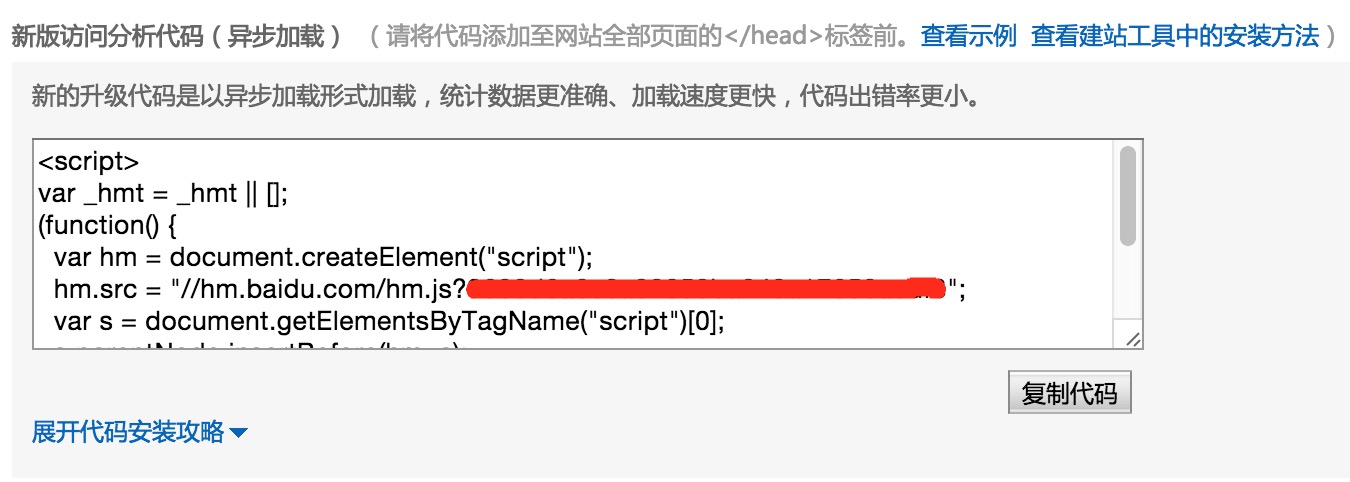 新版访问分析代码（异步加载） （请将代码添加至网站全部页面的</head>标签前。查看示例 查看建站工具中的安装方法）
新的升级代码是以异步加载形式加载，统计数据更准确、加载速度更快，代码出错率更小。
<script>
var _hmt = _hmt || [];
(function() {
  var hm = document.createElement("script");
  hm.src = "//hm.baidu.com/hm.js?";
  var s = document.getElementsByTagName("script")[0];
复制代码
展开代码安装攻略